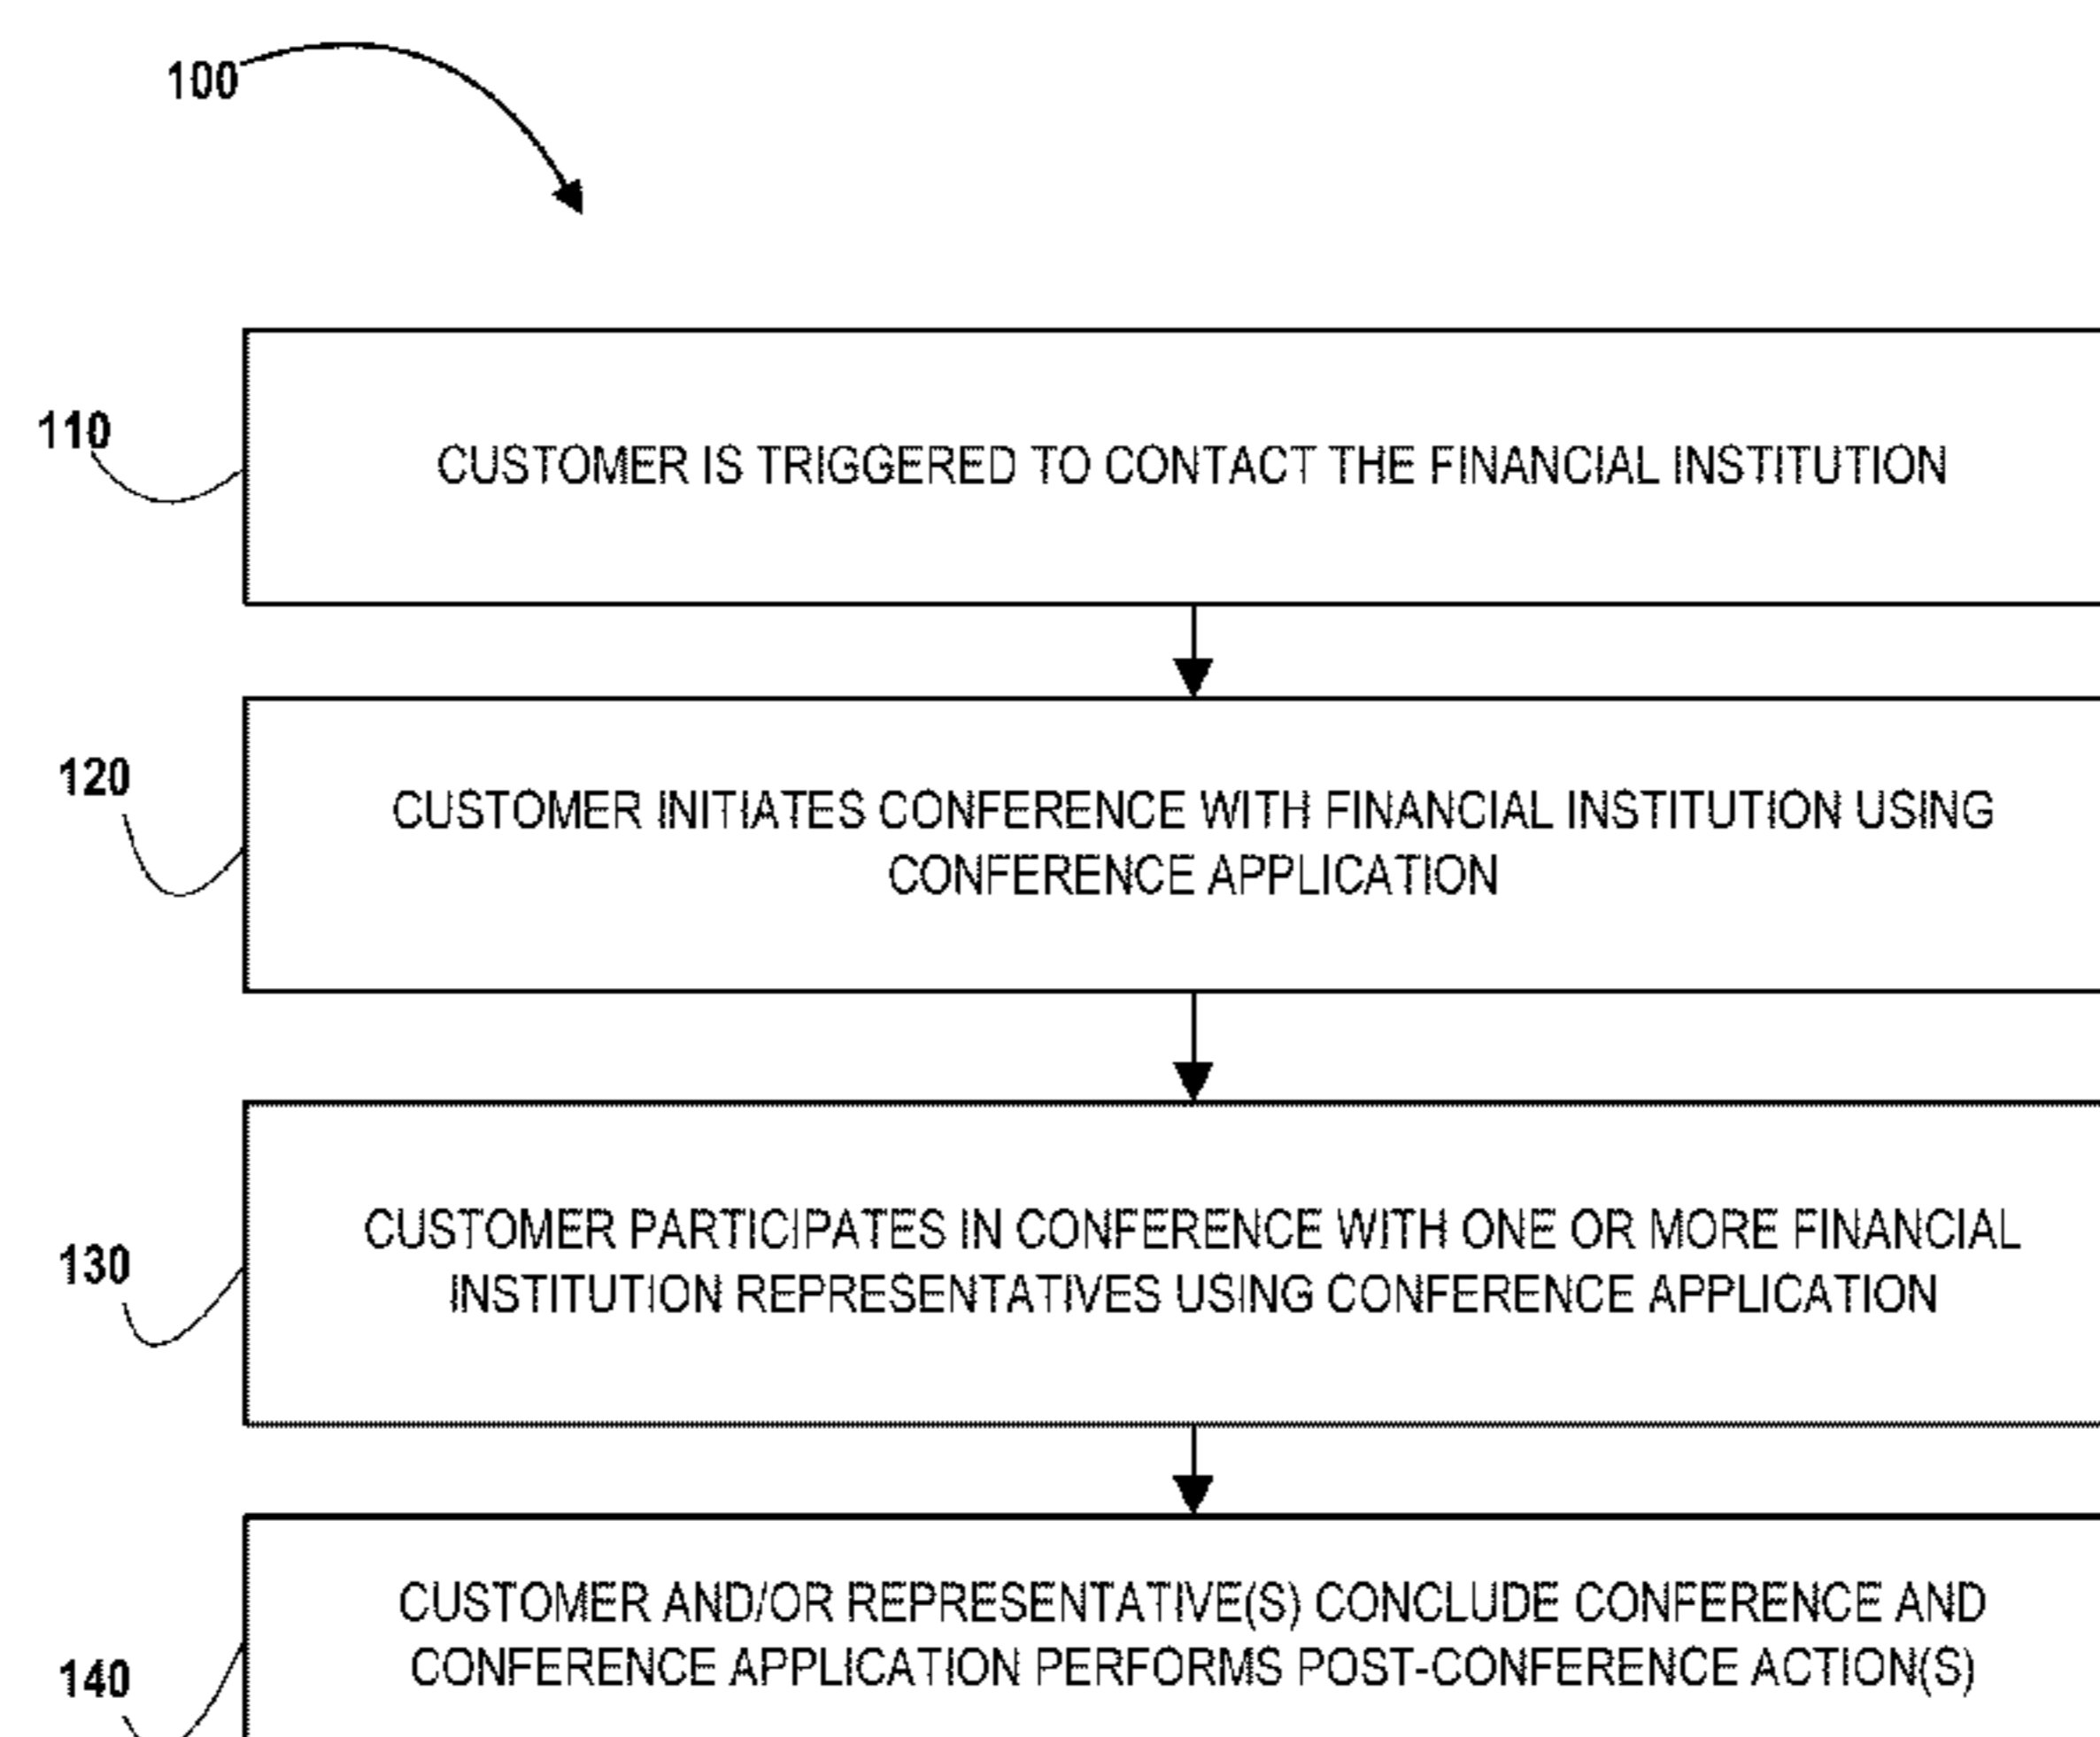 100
110
CUSTOMER IS TRIGGERED TO CONTACT THE FINANCIAL INSTITUTION
120
CUSTOMER INITIATES CONFERENCE WITH FINANCIAL INSTITUTION USING
CONFERENCE APPLICATION
130
CUSTOMER PARTICIPATES IN CONFERENCE WITH ONE OR MORE FINANCIAL
INSTITUTION REPRESENTATIVES USING CONFERENCE APPLICATION
140
CUSTOMER AND/OR REPRESENTATIVE(S) CONCLUDE CONFERENCE AND
CONFERENCE APPLICATION PERFORMS POST-CONFERENCE ACTION(S)